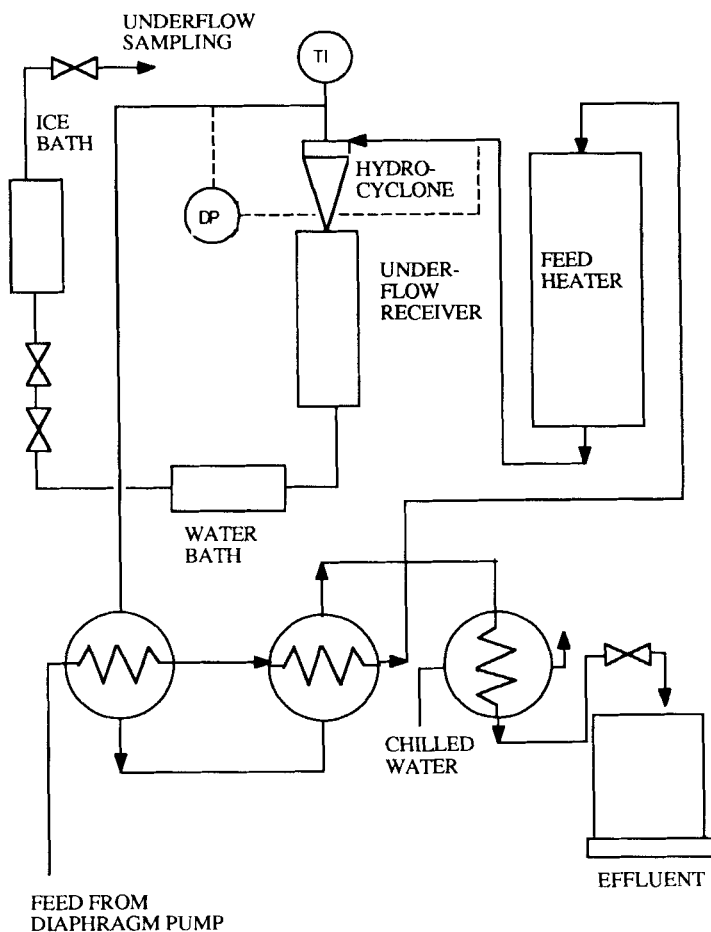 UNDERFLOW
SAMPLING
TI
ICE
BATH
HYDRO-
CYCLONE
DP
FEED
HEATER
UNDER-
FLOW
RECEIVER
WATER
BATH
CHILLED
WATER
EFFLUENT
FEED FROM
DIAPHRAGM PUMP